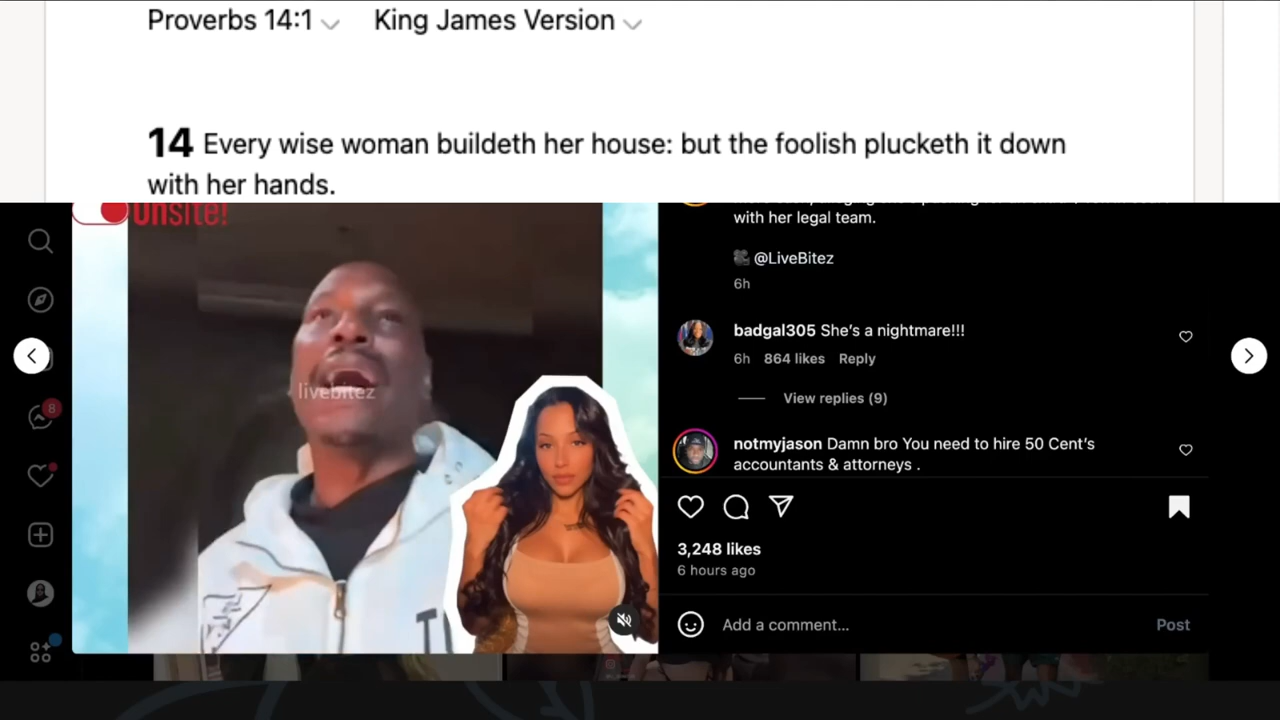 Proverbs 14:1 King James Version
14 Every wise woman buildeth her house: but the foolish plucketh it down
with her hands.
Unsite!
livebitez
with her legal team.
@LiveBitez
6h
badgal305 She's a nightmare!!!
6h 864 likes Reply
View replies (9)
notmyjason Damn bro You need to hire 50 Cent's
accountants & attorneys .
8
3,248 likes
6 hours ago
Add a comment... Post